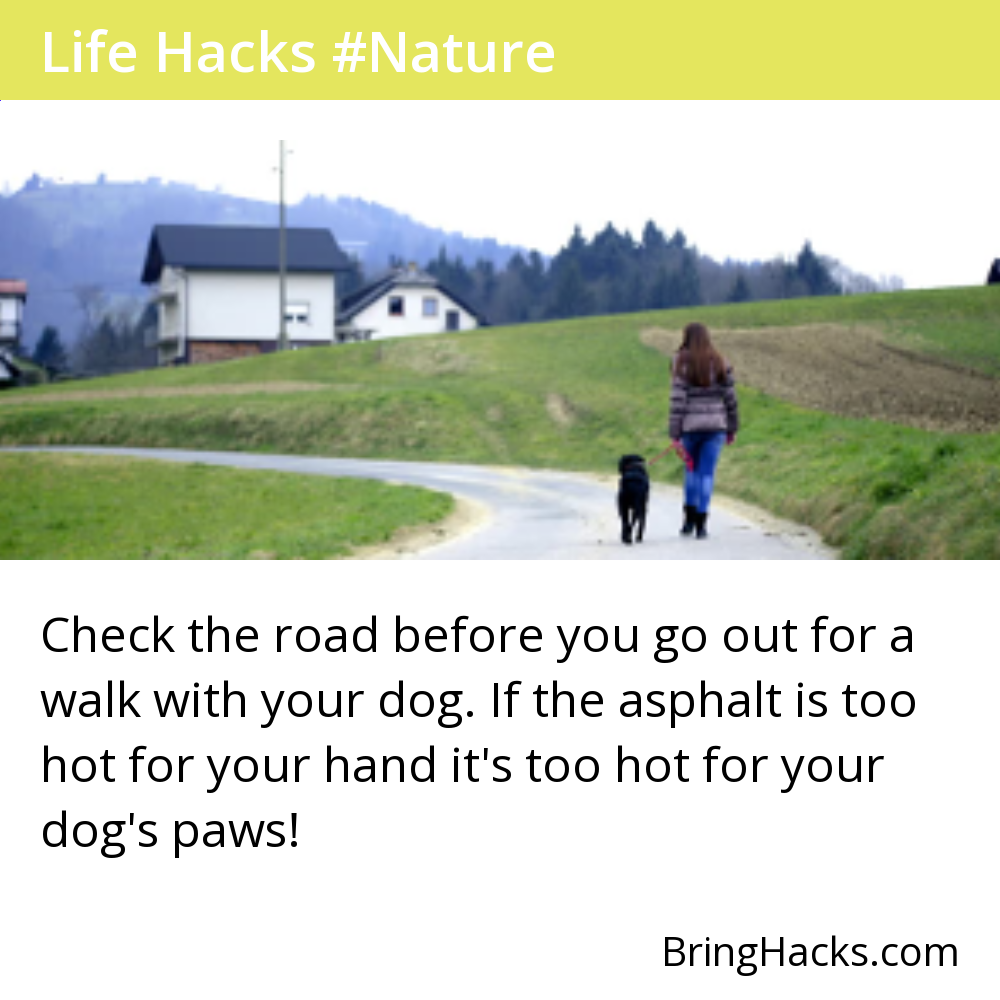 Life Hacks #Nature
Check the road before you go out for a
walk with your dog. If the asphalt is too
hot for your hand it's too hot for your
dog's paws!
BringHacks.com